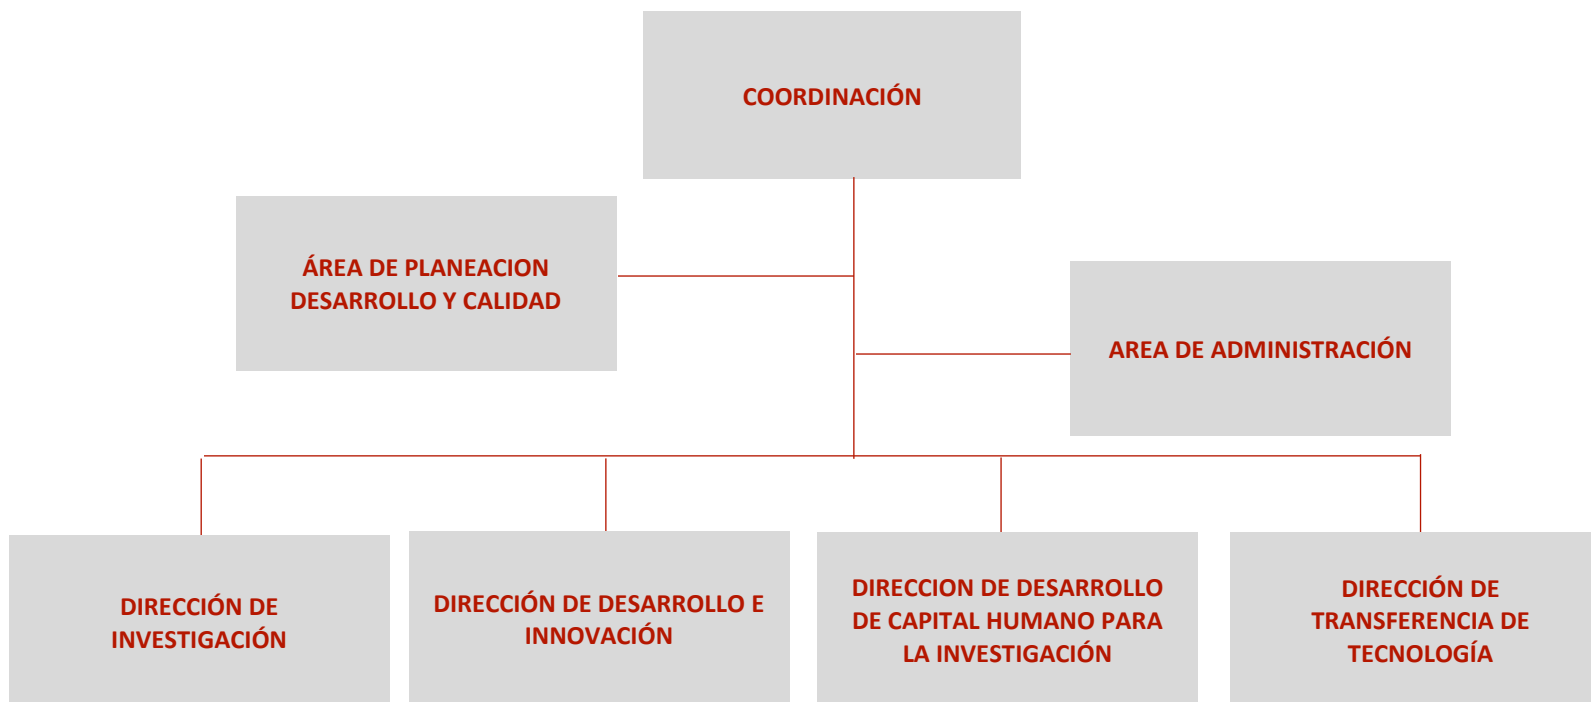 COORDINACIÓN
ÁREA DE PLANEACION
DESARROLLO Y CALIDAD
AREA DE ADMINISTRACIÓN
DIRECCIÓN DE
INVESTIGACIÓN
DIRECCIÓN DE DESARROLLO E
INNOVACIÓN
DIRECCION DE DESARROLLO
DE CAPITAL HUMANO PARA
LA INVESTIGACIÓN
DIRECCIÓN DE
TRANSFERENCIA DE
TECNOLOGÍA